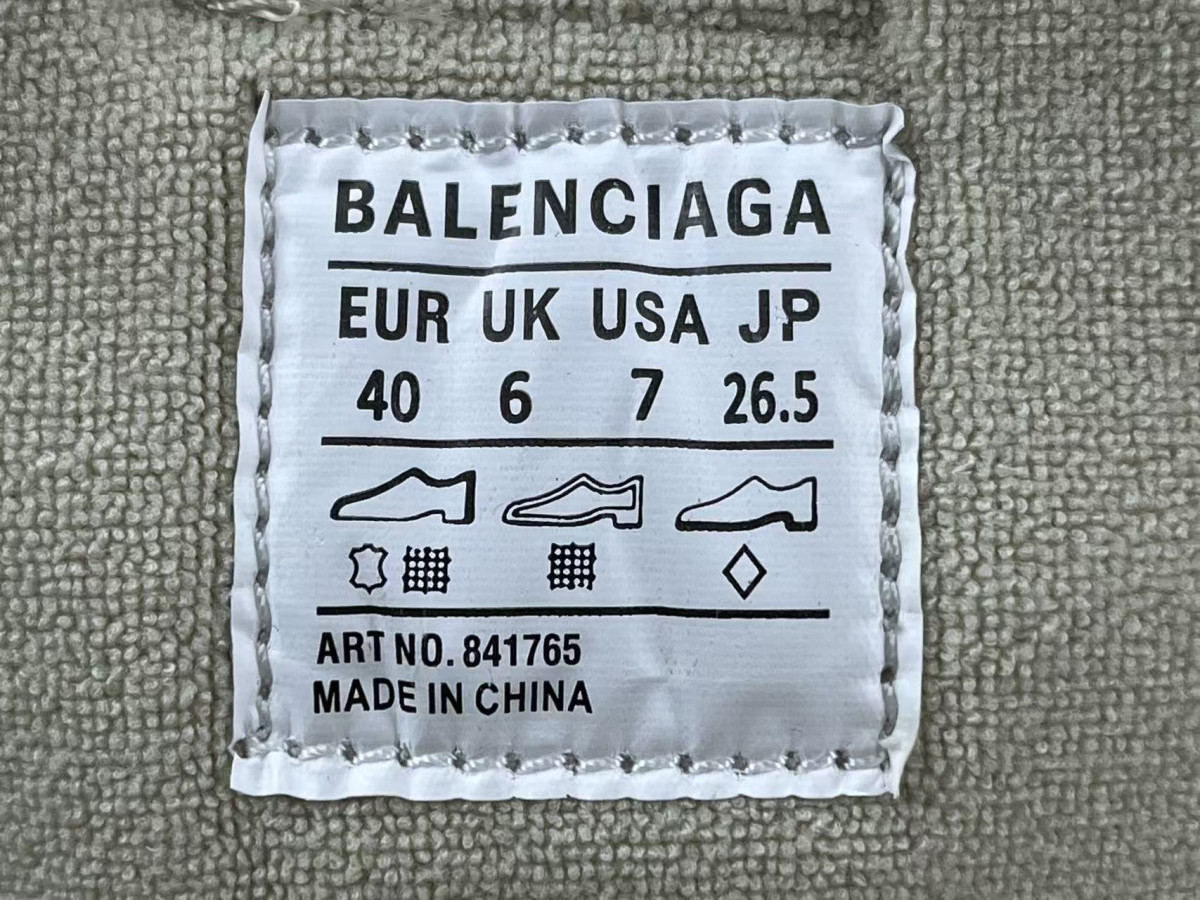 BALENCIAGA
EUR UK USA JP
40 6 7 26.5
ART NO. 841765
MADE IN CHINA